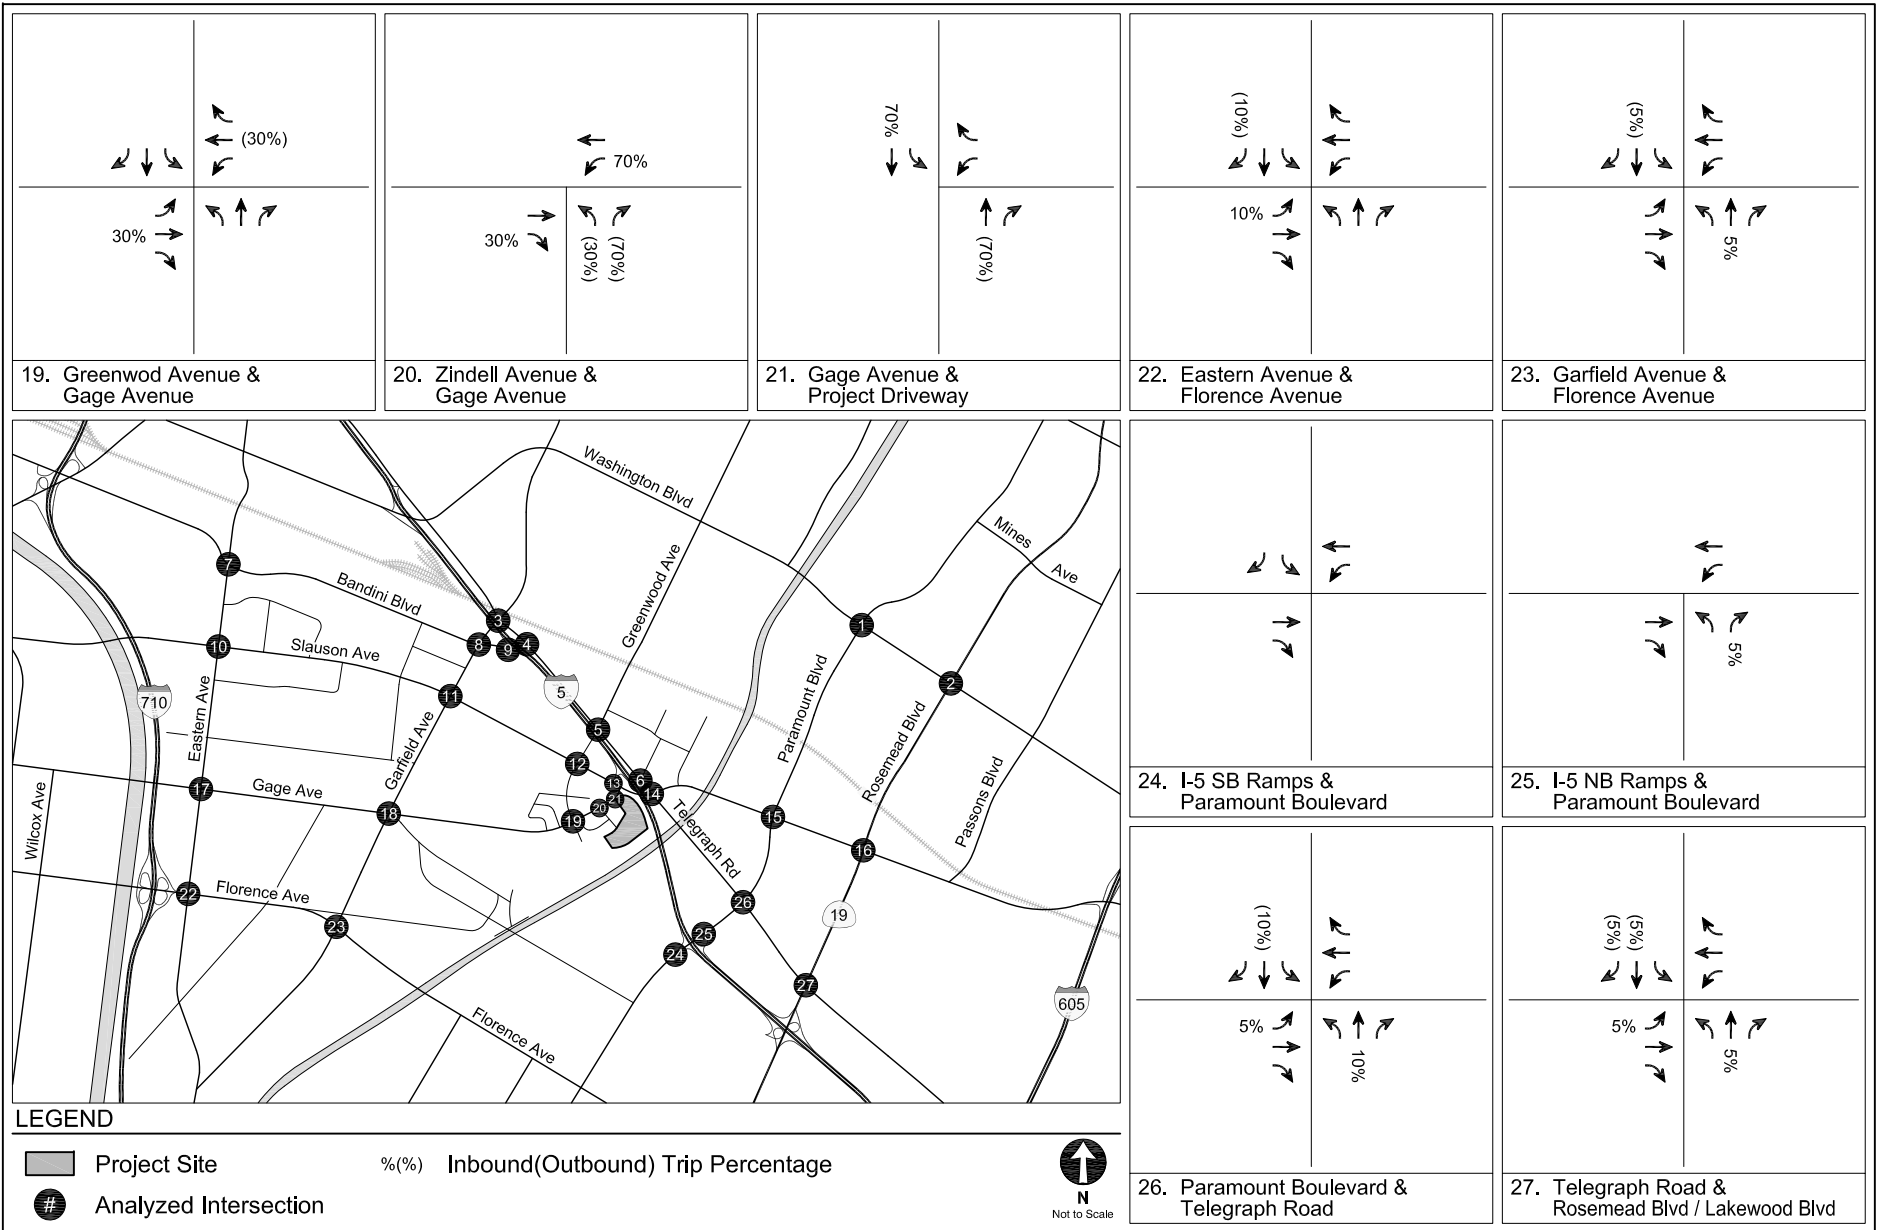 (30%)
30%
19. Greenwod Avenue &
Gage Avenue
70%
30%
(30%)
(70%)
20. Zindell Avenue &
Gage Avenue
70%
(70%)
21. Gage Avenue &
Project Driveway
(10%)
10%
22. Eastern Avenue &
Florence Avenue
(5%)
5%
23. Garfield Avenue &
Florence Avenue
Washington Blvd
Mines
Ave
Greenwood Ave
Bandini Blvd
Slauson Ave
Eastern Ave
Garfield Ave
Gage Ave
Wilcox Ave
Florence Ave
Florence Ave
Telegraph Rd
Paramount Blvd
Rosemead Blvd
Passons Blvd
710
5
19
605
1
2
3
4
5
6
7
8
9
10
11
12
13
14
15
16
17
18
19
20
21
22
23
24
25
26
27
24. I-5 SB Ramps &
Paramount Boulevard
5%
25. I-5 NB Ramps &
Paramount Boulevard
(10%)
5%
10%
26. Paramount Boulevard &
Telegraph Road
(5%)
(5%)
5%
5%
27. Telegraph Road &
Rosemead Blvd / Lakewood Blvd
LEGEND
Project Site
%(%) Inbound(Outbound) Trip Percentage
# Analyzed Intersection
N
Not to Scale